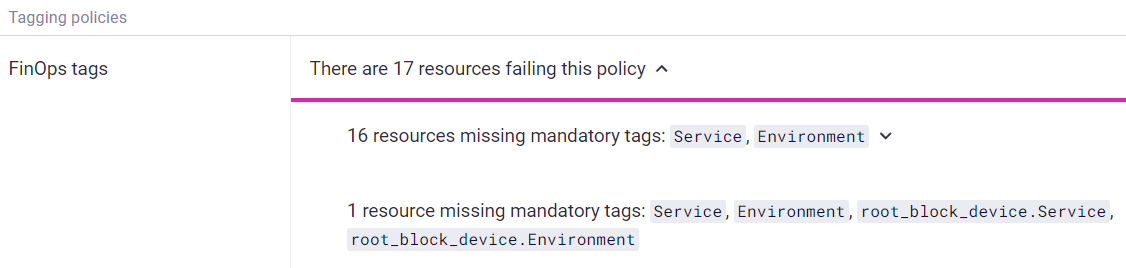 Tagging policies
FinOps tags
There are 17 resources failing this policy
16 resources missing mandatory tags: Service, Environment
1 resource missing mandatory tags: Service, Environment, root_block_device.Service,
root_block_device.Environment